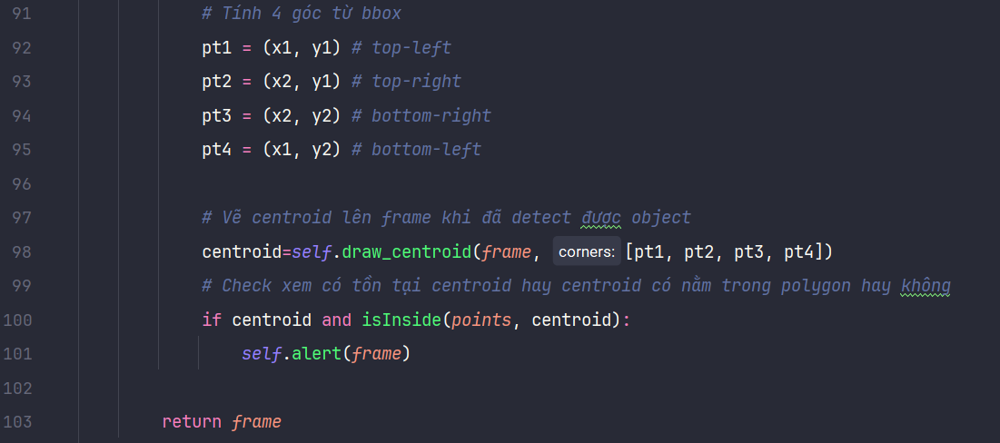 91 # Tính 4 góc từ bbox
92 pt1 = (x1, y1) # top-left
93 pt2 = (x2, y1) # top-right
94 pt3 = (x2, y2) # bottom-right
95 pt4 = (x1, y2) # bottom-left
96
97 # Vẽ centroid lên frame khi đã detect được object
98 centroid=self.draw_centroid(frame, corners: [pt1, pt2, pt3, pt4])
99 # Check xem có tồn tại centroid hay centroid có nằm trong polygon hay không
100 if centroid and isInside(points, centroid):
101 self.alert(frame)
102
103 return frame